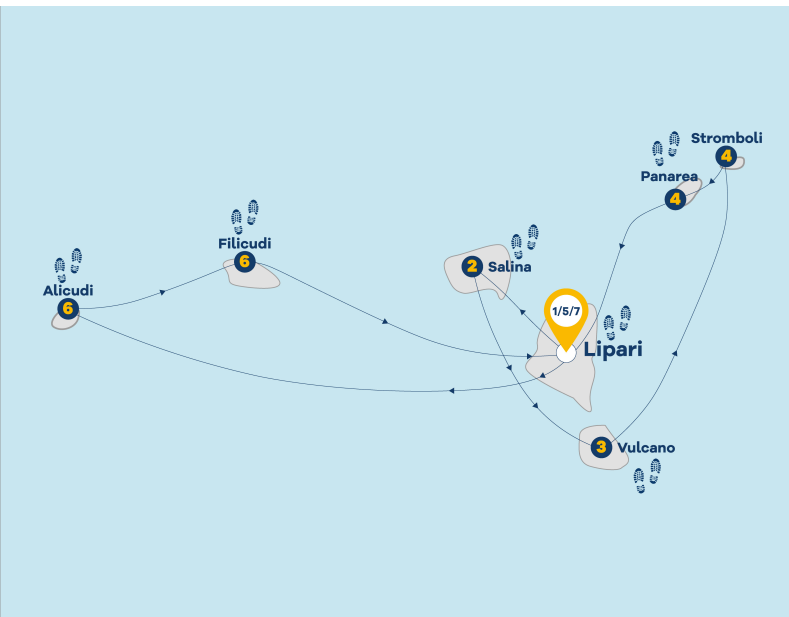 Stromboli
4
Panarea
4
Filicudi
6
Salina
2
Alicudi
6
1/5/7
Lipari
3
Vulcano